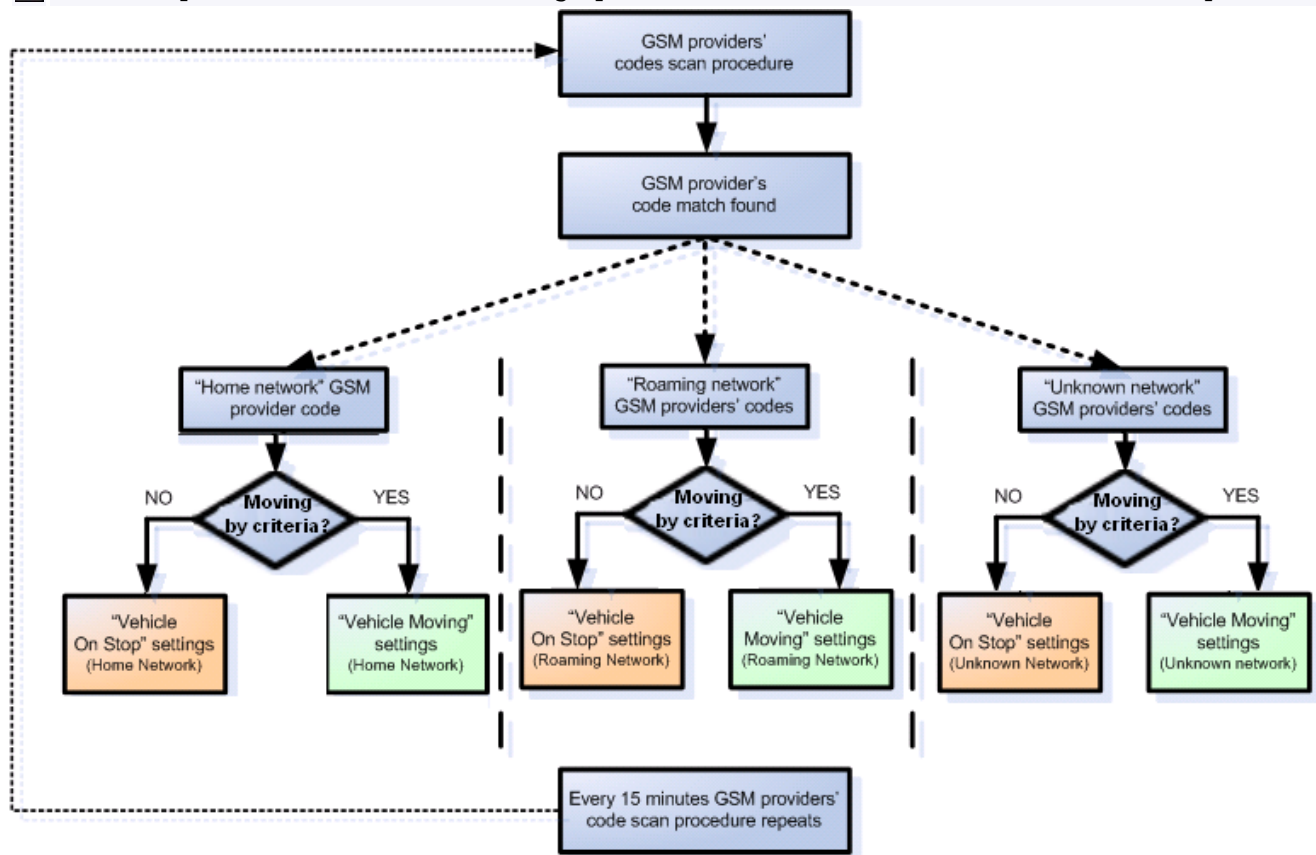 GSM providers'
codes scan procedure
GSM provider's
code match found
"Home network" GSM
provider code
"Roaming network"
GSM providers' codes
"Unknown network"
GSM providers' codes
NO
Moving
by criteria?
YES
NO
Moving
by criteria?
YES
NO
Moving
by criteria?
YES
"Vehicle
On Stop" settings
(Home Network)
"Vehicle Moving"
settings
(Home Network)
"Vehicle
On Stop" settings
(Roaming Network)
"Vehicle
Moving" settings
(Roaming Network)
"Vehicle
On Stop" settings
(Unknown Network)
"Vehicle Moving"
settings
(Unknown network)
Every 15 minutes GSM providers'
code scan procedure repeats